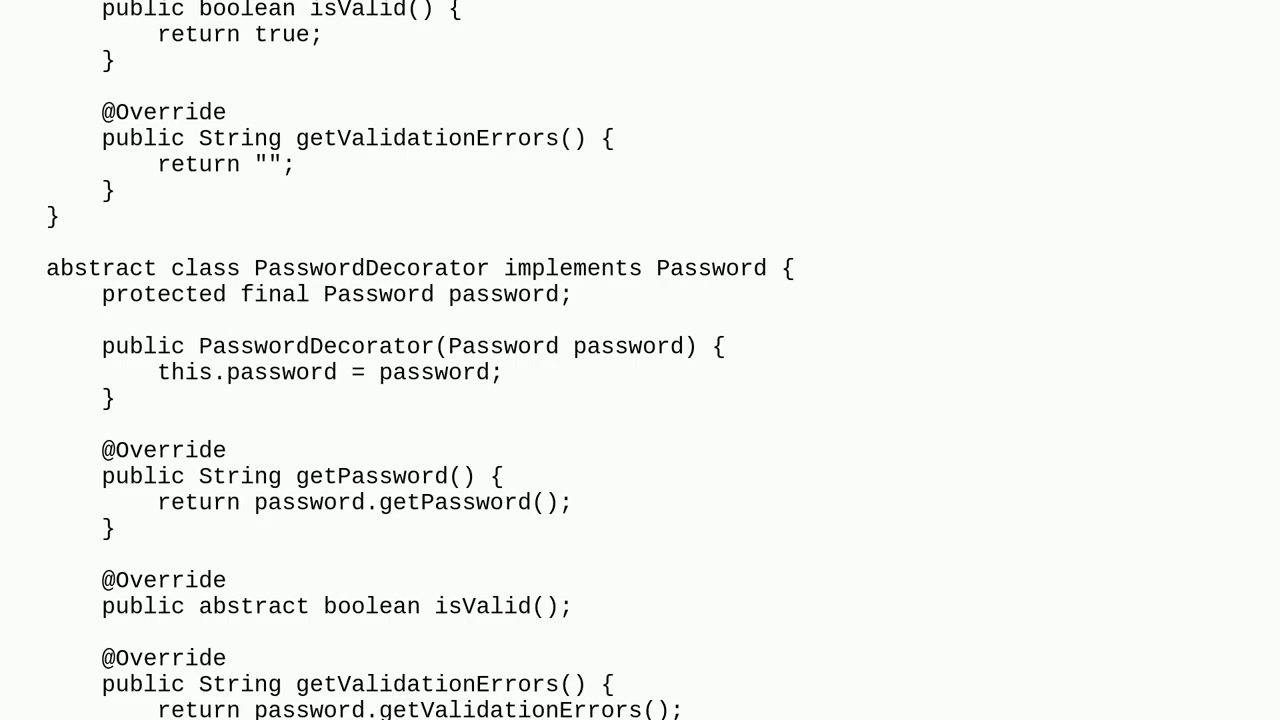 public boolean isValid() {
        return true;
    }

    @Override
    public String getValidationErrors() {
        return "";
    }
}

abstract class PasswordDecorator implements Password {
    protected final Password password;

    public PasswordDecorator(Password password) {
        this.password = password;
    }

    @Override
    public String getPassword() {
        return password.getPassword();
    }

    @Override
    public abstract boolean isValid();

    @Override
    public String getValidationErrors() {
        return password.getValidationErrors();